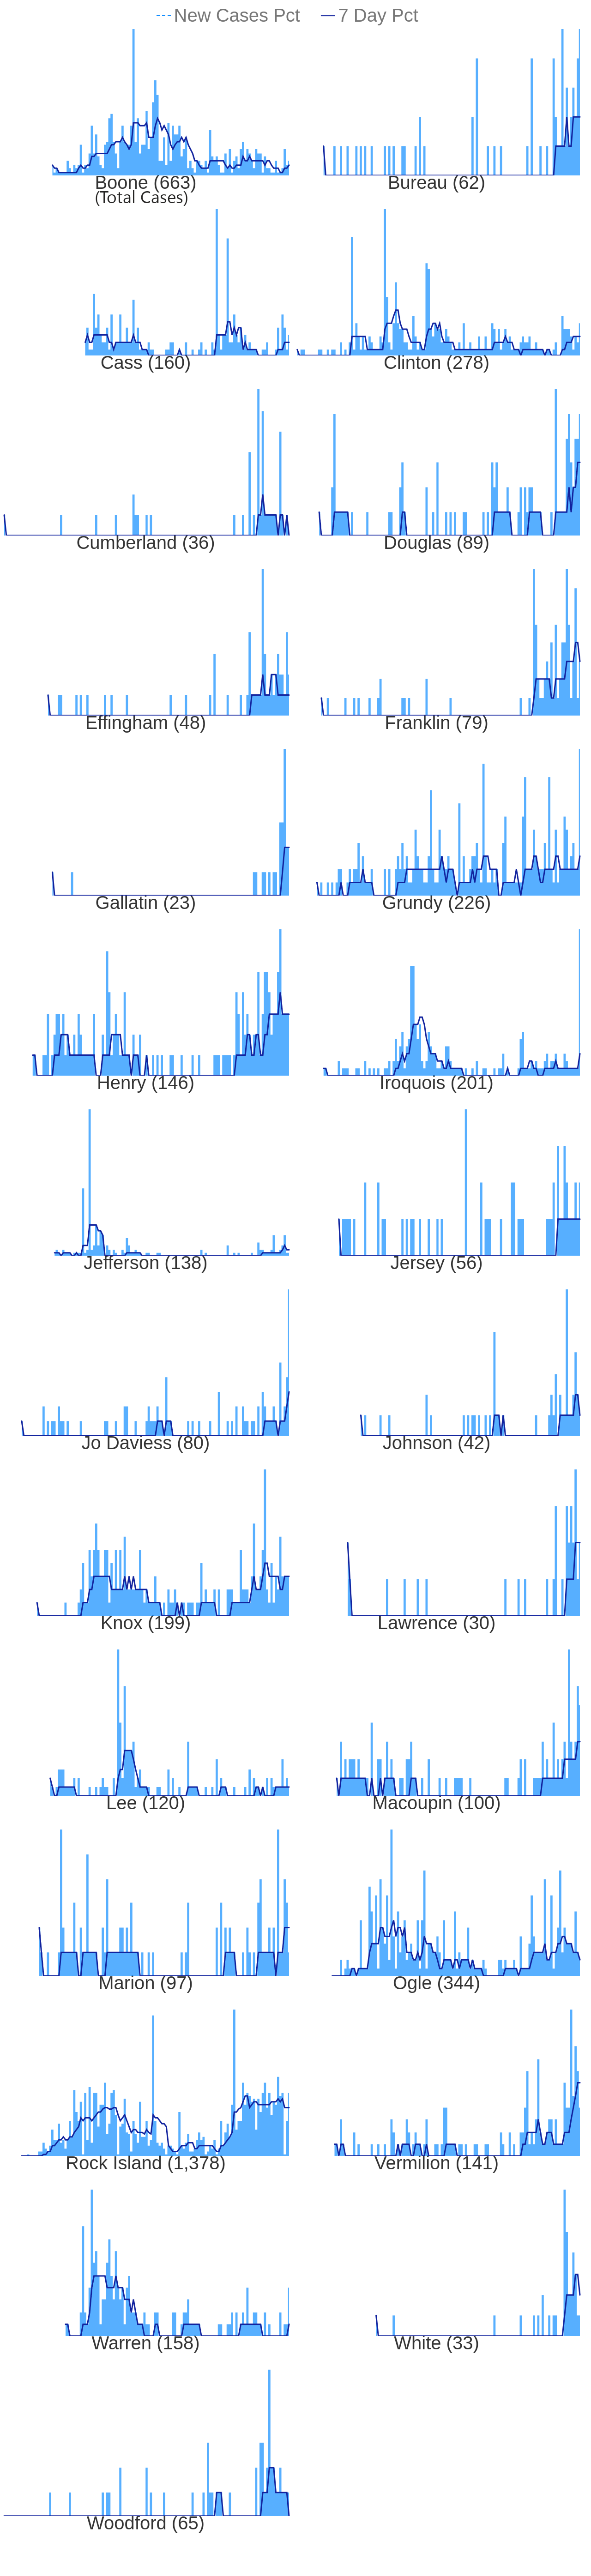 New Cases Pct 7 Day Pct
Boone (663) Bureau (62)
(Total Cases)
Cass (160) Clinton (278)
Cumberland (36) Douglas (89)
Effingham (48) Franklin (79)
Gallatin (23) Grundy (226)
Henry (146) Iroquois (201)
Jefferson (138) Jersey (56)
Jo Daviess (80) Johnson (42)
Knox (199) Lawrence (30)
Lee (120) Macoupin (100)
Marion (97) Ogle (344)
Rock Island (1,378) Vermilion (141)
Warren (158) White (33)
Woodford (65)